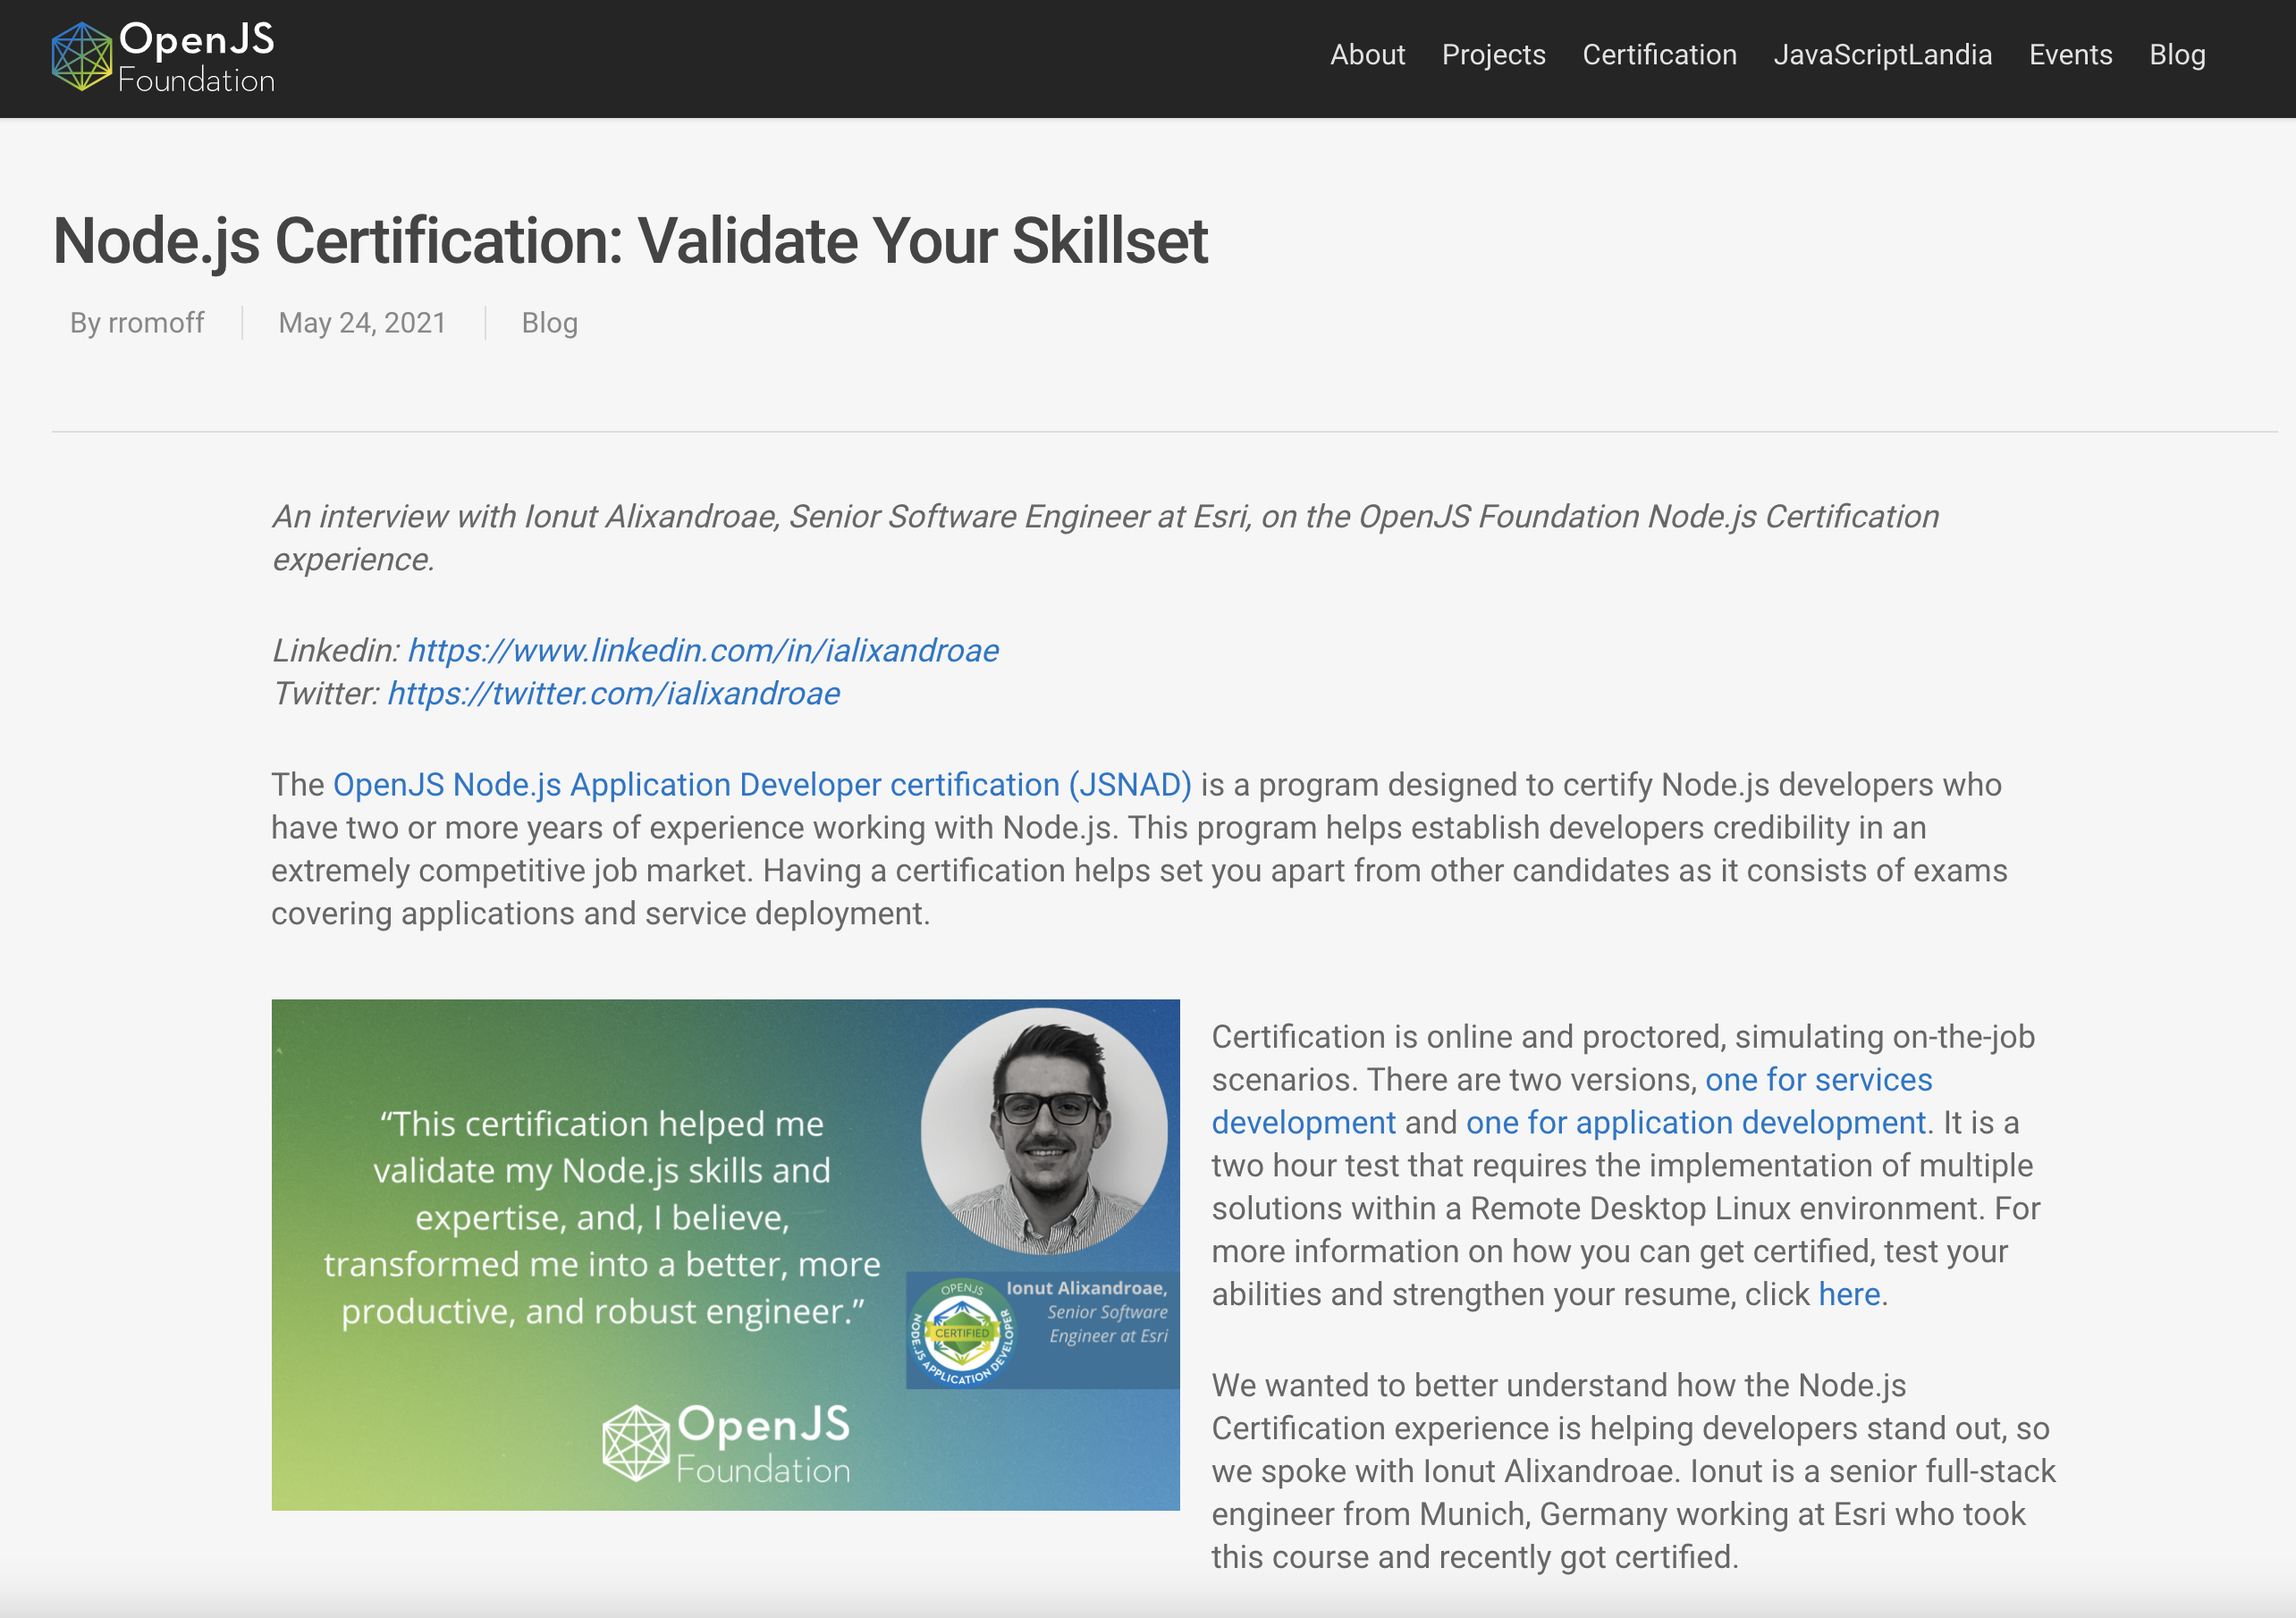 OpenJS
Foundation
About Projects Certification JavaScriptLandia Events Blog
Node.js Certification: Validate Your Skillset
By rromoff May 24, 2021 Blog
An interview with Ionut Alixandroae, Senior Software Engineer at Esri, on the OpenJS Foundation Node.js Certification
experience.
Linkedin: https://www.linkedin.com/in/ialixandroae
Twitter: https://twitter.com/ialixandroae
The OpenJS Node.js Application Developer certification (JSNAD) is a program designed to certify Node.js developers who
have two or more years of experience working with Node.js. This program helps establish developers credibility in an
extremely competitive job market. Having a certification helps set you apart from other candidates as it consists of exams
covering applications and service deployment.
“This certification helped me
validate my Node.js skills and
expertise, and, I believe,
transformed me into a better, more
productive, and robust engineer.”
Ionut Alixandroae,
Senior Software
Engineer at Esri
OPENJS
CERTIFIED
NODE.JS APPLICATION DEVELOPER
OpenJS
Foundation
Certification is online and proctored, simulating on-the-job
scenarios. There are two versions, one for services
development and one for application development. It is a
two hour test that requires the implementation of multiple
solutions within a Remote Desktop Linux environment. For
more information on how you can get certified, test your
abilities and strengthen your resume, click here.
We wanted to better understand how the Node.js
Certification experience is helping developers stand out, so
we spoke with Ionut Alixandroae. Ionut is a senior full-stack
engineer from Munich, Germany working at Esri who took
this course and recently got certified.